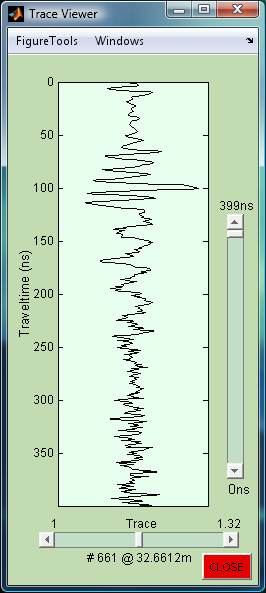 Trace Viewer
FigureTools Windows
0
50
100
150
200
250
300
350
Traveltime (ns)
399ns
0ns
1 Trace 1.32
# 661 @ 32.6612m
CLOSE